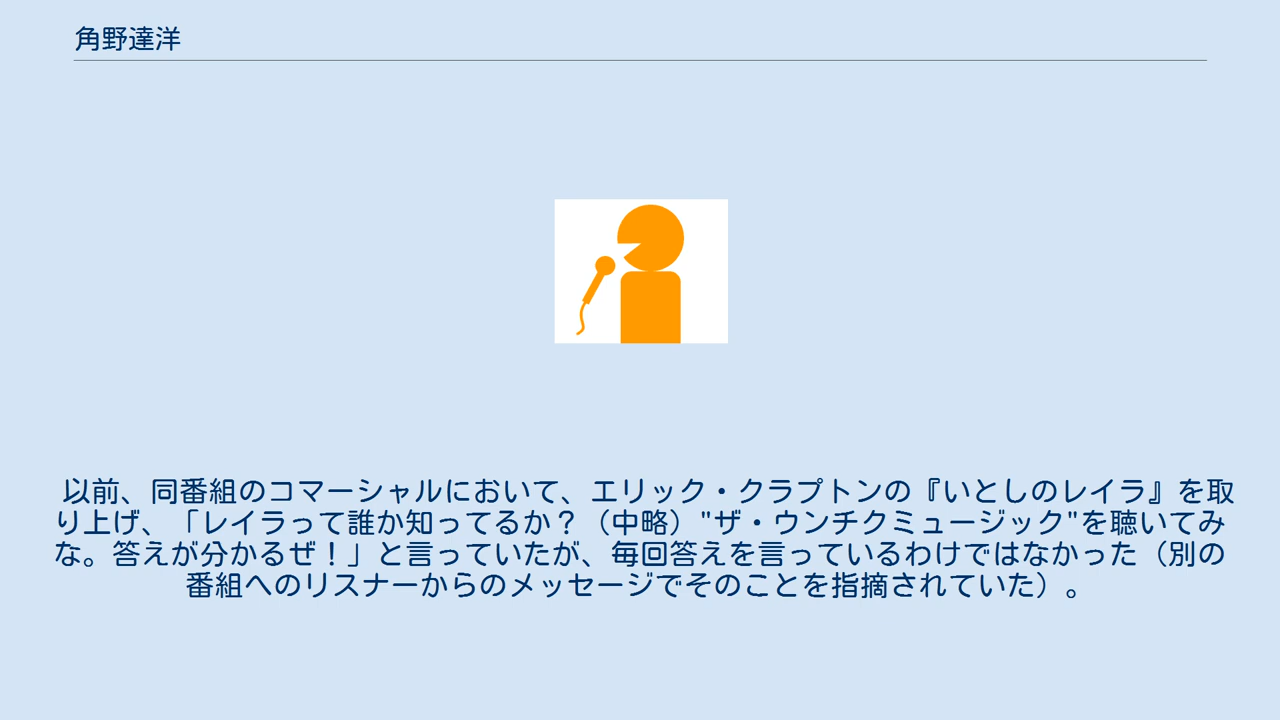 角野達洋
以前、同番組のコマーシャルにおいて、エリック・クラプトンの『いとしのレイラ』を取
り上げ、「レイラって誰か知ってるか？（中略）"ザ・ウンチクミュージック"を聴いてみ
な。答えが分かるぜ！」と言っていたが、毎回答えを言っているわけではなかった（別の
番組へのリスナーからのメッセージでそのことを指摘されていた）。